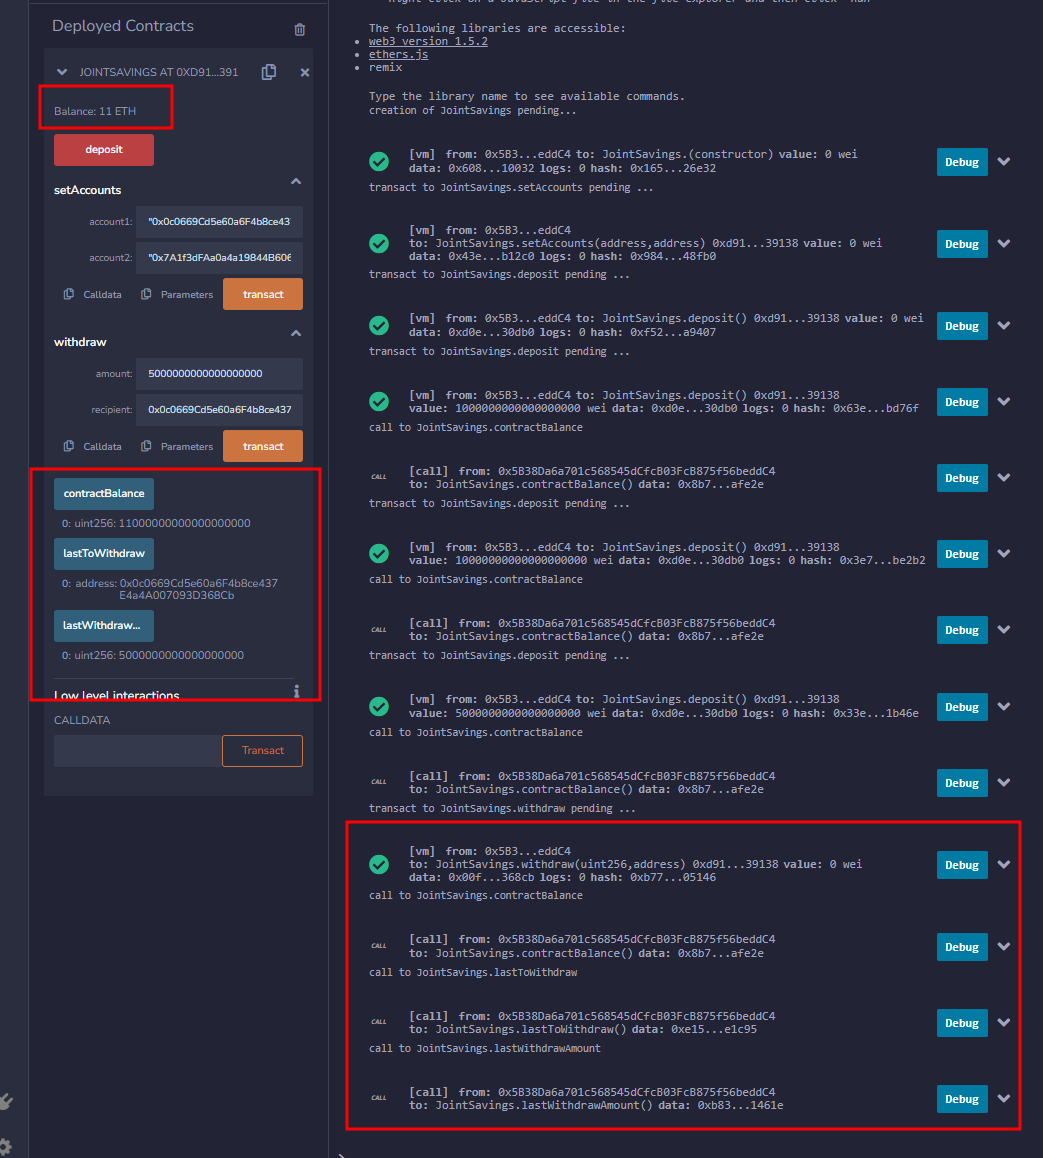 Deployed Contracts
JOINTSAVINGS AT 0XD91...391
Balance: 11 ETH
deposit
setAccounts
account1: "0x0c0669Cd5e60a6F4b8ce437
account2: "0x7A1f3dFAa0a4a19844B606
Calldata Parameters transact
withdraw
amount: 5000000000000000000
recipient: 0x0c0669Cd5e60a6F4b8ce437
Calldata Parameters transact
contractBalance
0: uint256: 11000000000000000000
lastToWithdraw
0: address: 0x0c0669Cd5e60a6F4b8ce437
E4a4A007093D368Cb
lastWithdraw...
0: uint256: 5000000000000000000
Low level interactions
CALLDATA
Transact
The following libraries are accessible:
web3 version 1.5.2
ethers.js
remix
Type the library name to see available commands.
creation of JointSavings pending...
[vm] from: 0x5B3...eddC4 to: JointSavings.(constructor) value: 0 wei
data: 0x608...10032 logs: 0 hash: 0x165...26e32
Debug
transact to JointSavings.setAccounts pending ...
[vm] from: 0x5B3...eddC4
to: JointSavings.setAccounts(address,address) 0xd91...39138 value: 0 wei
data: 0x43e...b12c0 logs: 0 hash: 0x984...48fb0
Debug
transact to JointSavings.deposit pending ...
[vm] from: 0x5B3...eddC4 to: JointSavings.deposit() 0xd91...39138 value: 0 wei
data: 0xd0e...30db0 logs: 0 hash: 0xf52...a9407
Debug
transact to JointSavings.deposit pending ...
[vm] from: 0x5B3...eddC4 to: JointSavings.deposit() 0xd91...39138
value: 1000000000000000000 wei data: 0xd0e...30db0 logs: 0 hash: 0x63e...bd76f
Debug
call to JointSavings.contractBalance
CALL [call] from: 0x5B38Da6a701c568545dCfcB03FcB875f56beddC4
to: JointSavings.contractBalance() data: 0x8b7...afe2e
Debug
transact to JointSavings.deposit pending ...
[vm] from: 0x5B3...eddC4 to: JointSavings.deposit() 0xd91...39138
value: 10000000000000000000 wei data: 0xd0e...30db0 logs: 0 hash: 0x3e7...be2b2
Debug
call to JointSavings.contractBalance
CALL [call] from: 0x5B38Da6a701c568545dCfcB03FcB875f56beddC4
to: JointSavings.contractBalance() data: 0x8b7...afe2e
Debug
transact to JointSavings.deposit pending ...
[vm] from: 0x5B3...eddC4 to: JointSavings.deposit() 0xd91...39138
value: 5000000000000000000 wei data: 0xd0e...30db0 logs: 0 hash: 0x33e...1b46e
Debug
call to JointSavings.contractBalance
CALL [call] from: 0x5B38Da6a701c568545dCfcB03FcB875f56beddC4
to: JointSavings.contractBalance() data: 0x8b7...afe2e
Debug
transact to JointSavings.withdraw pending ...
[vm] from: 0x5B3...eddC4
to: JointSavings.withdraw(uint256,address) 0xd91...39138 value: 0 wei
data: 0x00f...368cb logs: 0 hash: 0xb77...05146
Debug
call to JointSavings.contractBalance
CALL [call] from: 0x5B38Da6a701c568545dCfcB03FcB875f56beddC4
to: JointSavings.contractBalance() data: 0x8b7...afe2e
Debug
call to JointSavings.lastToWithdraw
CALL [call] from: 0x5B38Da6a701c568545dCfcB03FcB875f56beddC4
to: JointSavings.lastToWithdraw() data: 0xe15...e1c95
Debug
call to JointSavings.lastWithdrawAmount
CALL [call] from: 0x5B38Da6a701c568545dCfcB03FcB875f56beddC4
to: JointSavings.lastWithdrawAmount() data: 0xb83...1461e
Debug